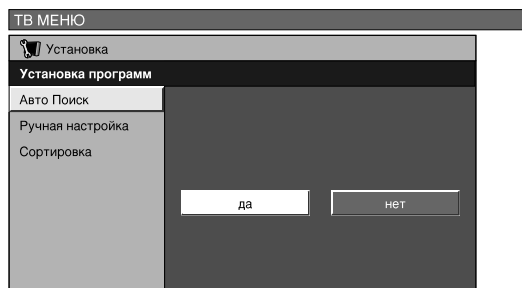 ТВ МЕНЮ
Установка
Установка программ
Авто Поиск
Ручная настройка
Сортировка
да нет